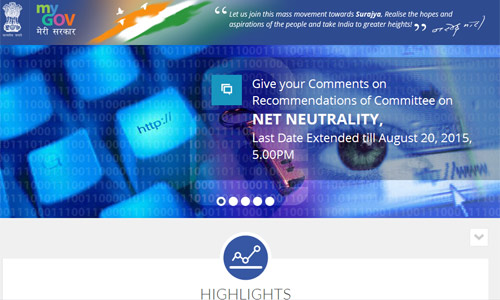 my
GOV
मेरी सरकार
Let us join this mass movement towards Surajya, Realise the hopes and
aspirations of the people and take India to greater heights!
Give your Comments on
Recommendations of Committee on
NET NEUTRALITY,
Last Date Extended till August 20, 2015,
5.00PM
http://
://www
HIGHLIGHTS